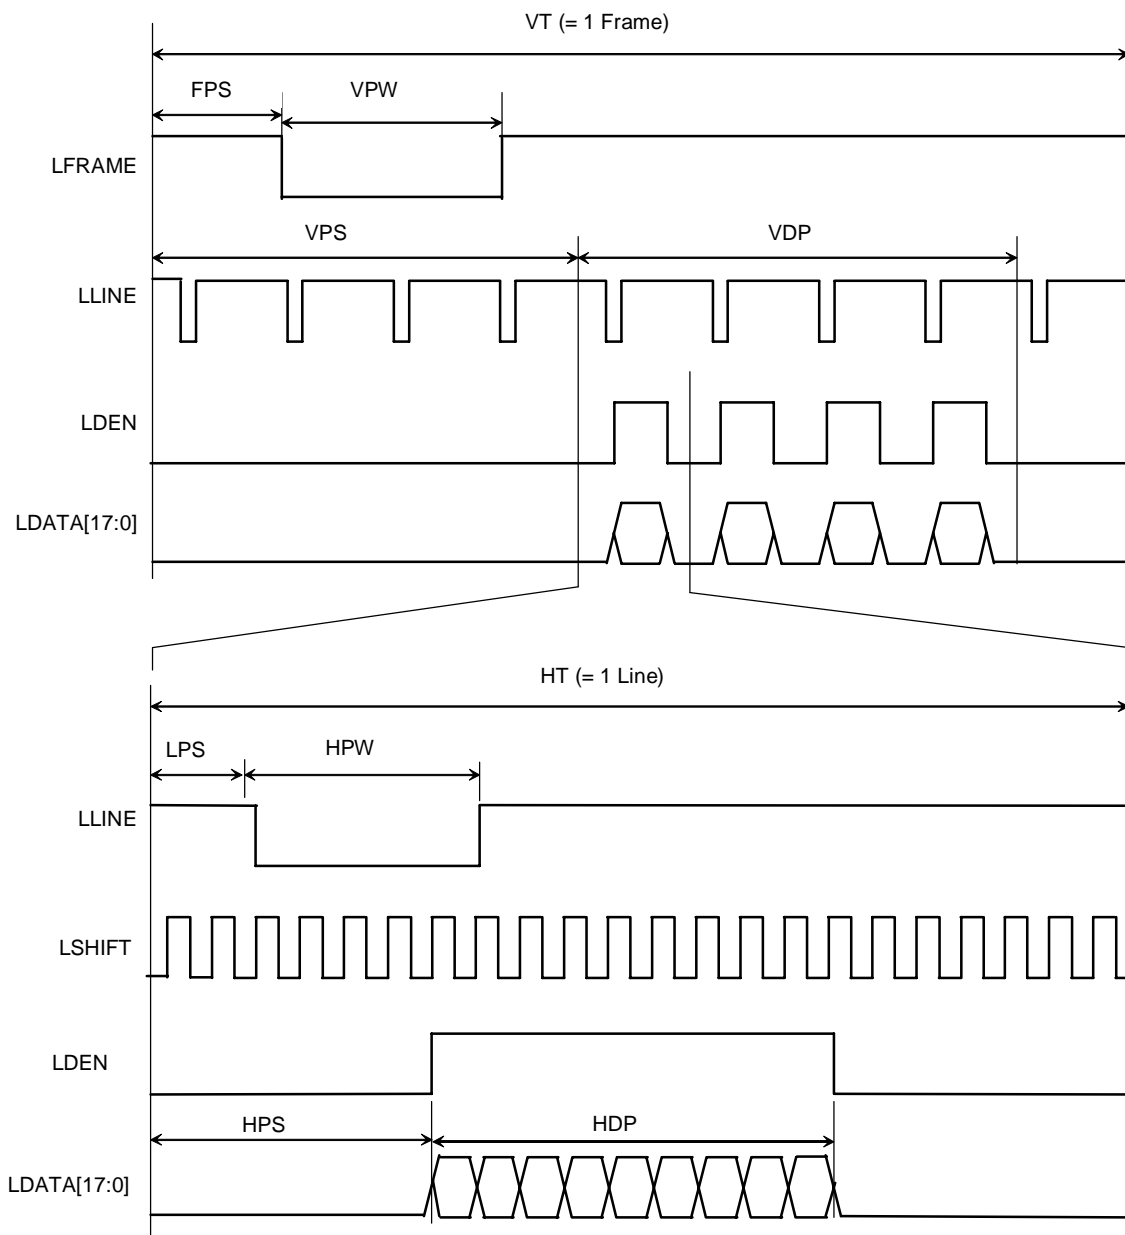 VT (= 1 Frame)
FPS
VPW
LFRAME
VPS
VDP
LLINE
LDEN
LDATA[17:0]
HT (= 1 Line)
LPS
HPW
LLINE
LSHIFT
LDEN
HPS
HDP
LDATA[17:0]